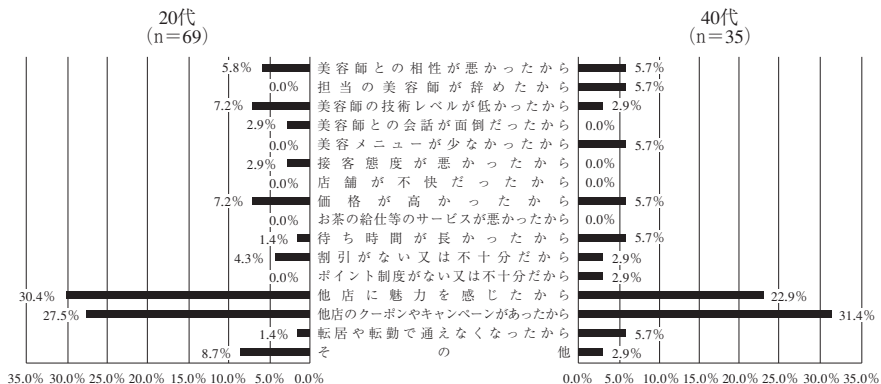 20代
(n＝69)
40代
(n＝35)
5.8% 美容師との相性が悪かったから 5.7%
0.0% 担当の美容師が辞めたから 5.7%
7.2% 美容師の技術レベルが低かったから 2.9%
2.9% 美容師との会話が面倒だったから 0.0%
0.0% 美容メニューが少なかったから 5.7%
2.9% 接客態度が悪かったから 0.0%
0.0% 店舗が不快だったから 0.0%
7.2% 価格が高かったから 5.7%
0.0% お茶の給仕等のサービスが悪かったから 0.0%
1.4% 待ち時間が長かったから 5.7%
4.3% 割引がない又は不十分だから 2.9%
0.0% ポイント制度がない又は不十分だから 2.9%
30.4% 他店に魅力を感じたから 22.9%
27.5% 他店のクーポンやキャンペーンがあったから 31.4%
1.4% 転居や転勤で通えなくなったから 5.7%
8.7% その他 2.9%
35.0% 30.0% 25.0% 20.0% 15.0% 10.0% 5.0% 0.0% 0.0% 5.0% 10.0% 15.0% 20.0% 25.0% 30.0% 35.0%